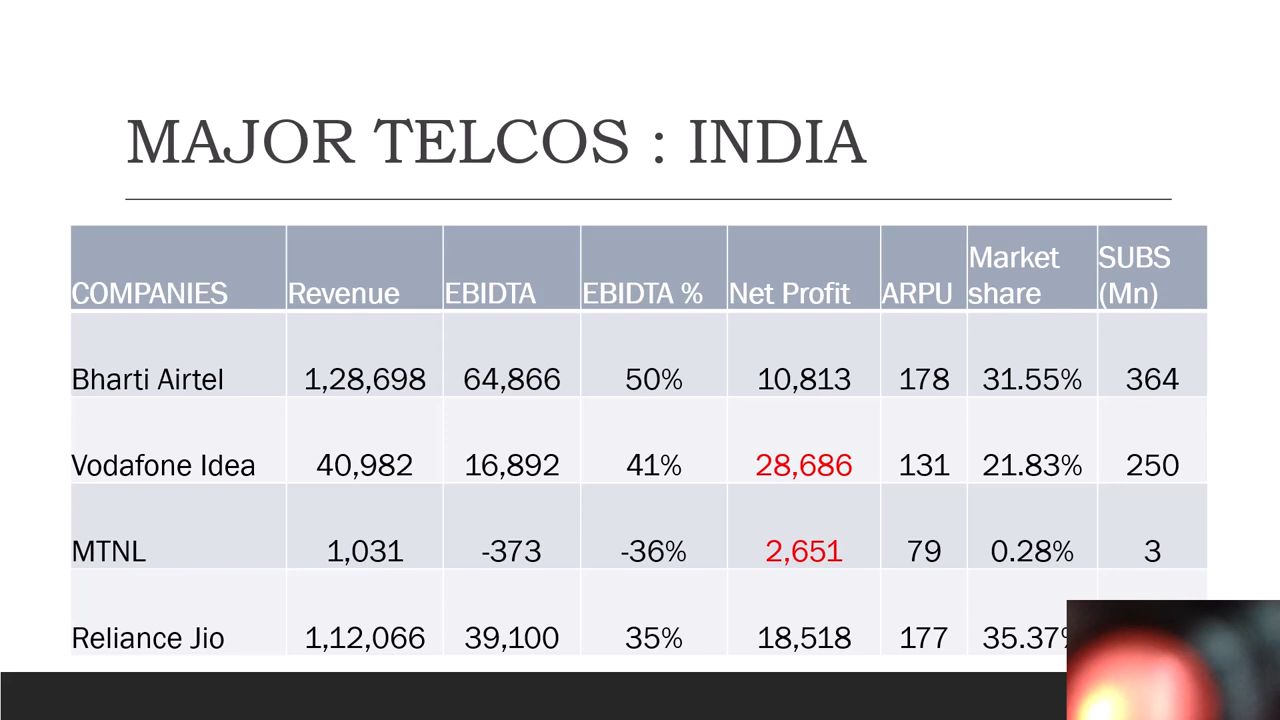 MAJOR TELCOS : INDIA
COMPANIES Revenue EBIDTA EBIDTA % Net Profit ARPU Market share SUBS (Mn)
Bharti Airtel 1,28,698 64,866 50% 10,813 178 31.55% 364
Vodafone Idea 40,982 16,892 41% 28,686 131 21.83% 250
MTNL 1,031 -373 -36% 2,651 79 0.28% 3
Reliance Jio 1,12,066 39,100 35% 18,518 177 35.37%